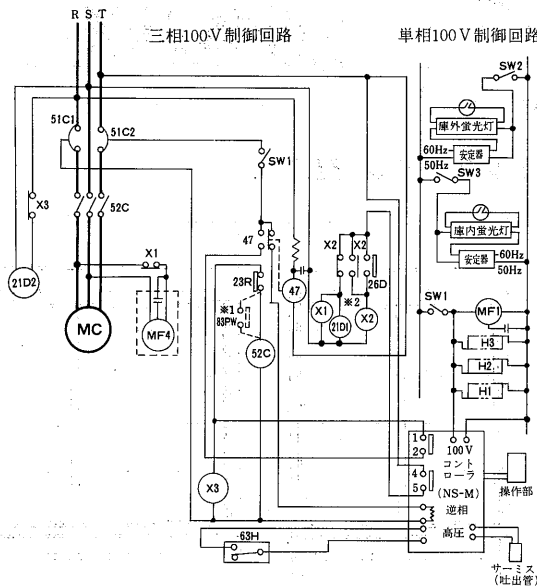 三相100V制御回路
単相100V制御回路
R S T
SW2
51C1
51C2
庫外蛍光灯
安定器
60Hz
50Hz
SW1
SW3
X3
52C
庫内蛍光灯
安定器
60Hz
50Hz
47
X2
X2
X1
21D2
23R
47
26D
※2
SW1
MF1
※1
83PW
X1
21D1
X2
H3
MC
MF4
52C
H2
H1
1
2
100V
コント
ローラ
(NS-M)
4
5
操作部
X3
逆相
高圧
63H
サーミス
(吐出管)